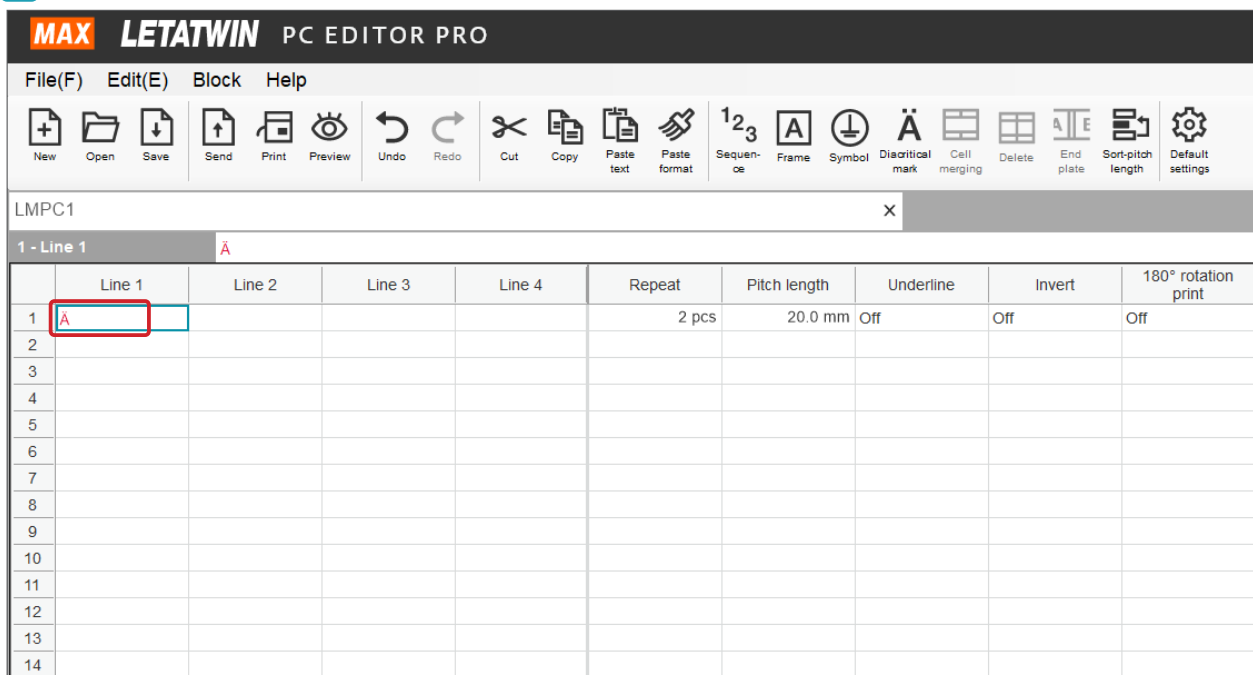 MAX LETATWIN PC EDITOR PRO
File(F) Edit(E) Block Help
1 2 3 A Ä A E
New Open Save Send Print Preview Undo Redo Cut Copy Paste text Paste format Sequen-ce Frame Symbol Diacritical mark Cell merging Delete End plate Sort-pitch length Default settings
LMPC1 ×
1 - Line 1 Ä
Line 1 Line 2 Line 3 Line 4 Repeat Pitch length Underline Invert 180° rotation print
1 Ä 2 pcs 20.0 mm Off Off Off
2
3
4
5
6
7
8
9
10
11
12
13
14